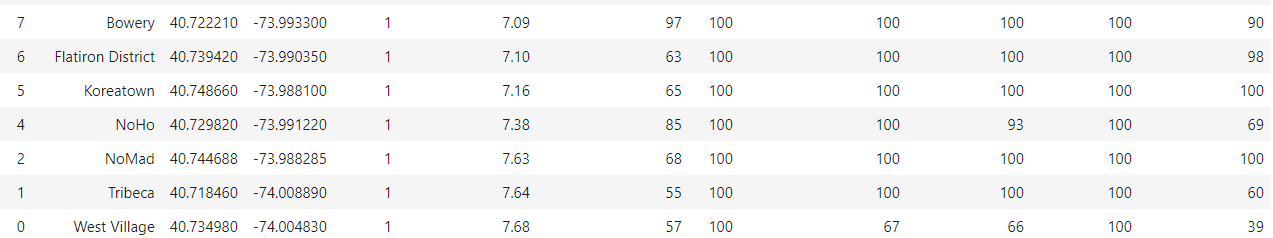 7 Bowery 40.722210 -73.993300 1 7.09 97 100 100 100 100 90
6 Flatiron District 40.739420 -73.990350 1 7.10 63 100 100 100 100 98
5 Koreatown 40.748660 -73.988100 1 7.16 65 100 100 100 100 100
4 NoHo 40.729820 -73.991220 1 7.38 85 100 100 93 100 69
2 NoMad 40.744688 -73.988285 1 7.63 68 100 100 100 100 100
1 Tribeca 40.718460 -74.008890 1 7.64 55 100 100 100 100 60
0 West Village 40.734980 -74.004830 1 7.68 57 100 67 66 100 39